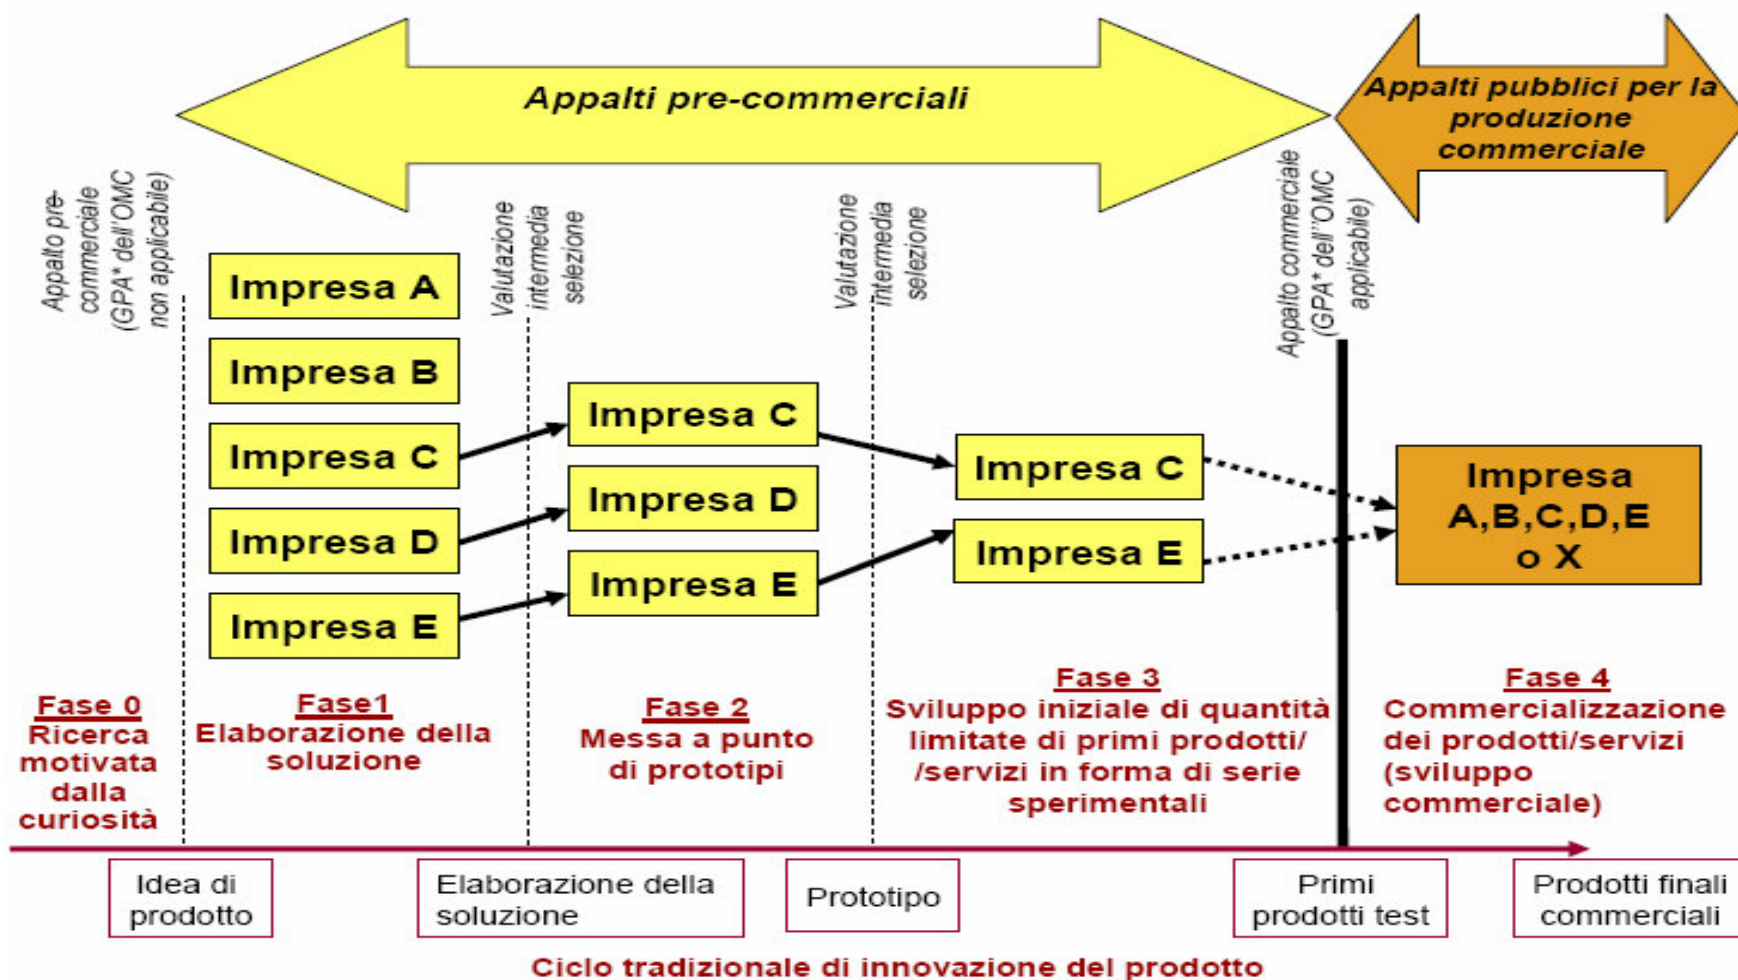 Appalti pre-commerciali
Appalti pubblici per la
produzione
commerciale
Appalto pre-
commerciale
(GPA* dell'OMC
non applicabile)
Valutazione
intermedia
selezione
Valutazione
intermedia
selezione
Appalto commerciale
(GPA* dell''OMC
applicabile)
Impresa A
Impresa B
Impresa C
Impresa D
Impresa E
Impresa C
Impresa D
Impresa E
Impresa C
Impresa E
Impresa
A,B,C,D,E
o X
Fase 0
Ricerca
motivata
dalla
curiosità
Fase1
Elaborazione della
soluzione
Fase 2
Messa a punto
di prototipi
Fase 3
Sviluppo iniziale di quantità
limitate di primi prodotti/
/servizi in forma di serie
sperimentali
Fase 4
Commercializzazione
dei prodotti/servizi
(sviluppo
commerciale)
Idea di
prodotto
Elaborazione della
soluzione
Prototipo
Primi
prodotti test
Prodotti finali
commerciali
Ciclo tradizionale di innovazione del prodotto